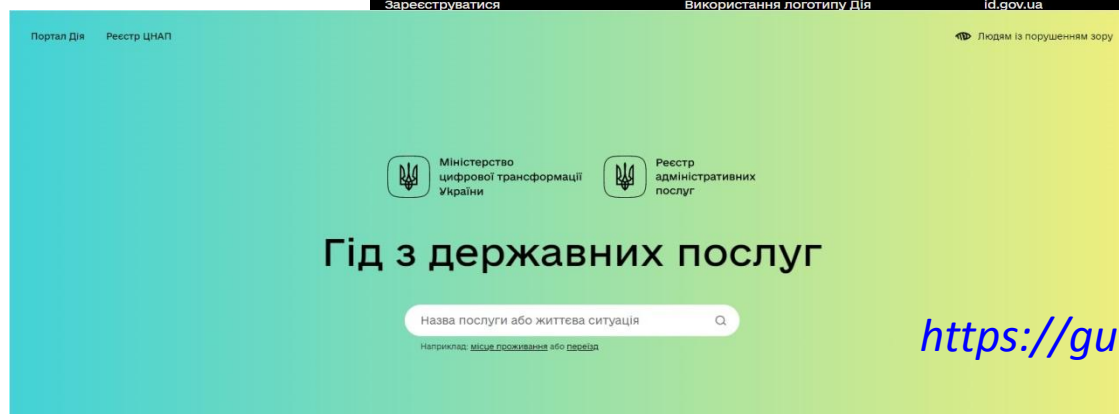 Зареєструватися
Використання логотипу Дія
id.gov.ua
Портал Дія
Реєстр ЦНАП
Людям із порушенням зору
Міністерство
цифрової трансформації
України
Реєстр
адміністративних
послуг
Гід з державних послуг
Назва послуги або життєва ситуація
https://gu
Наприклад: місце проживання або переїзд